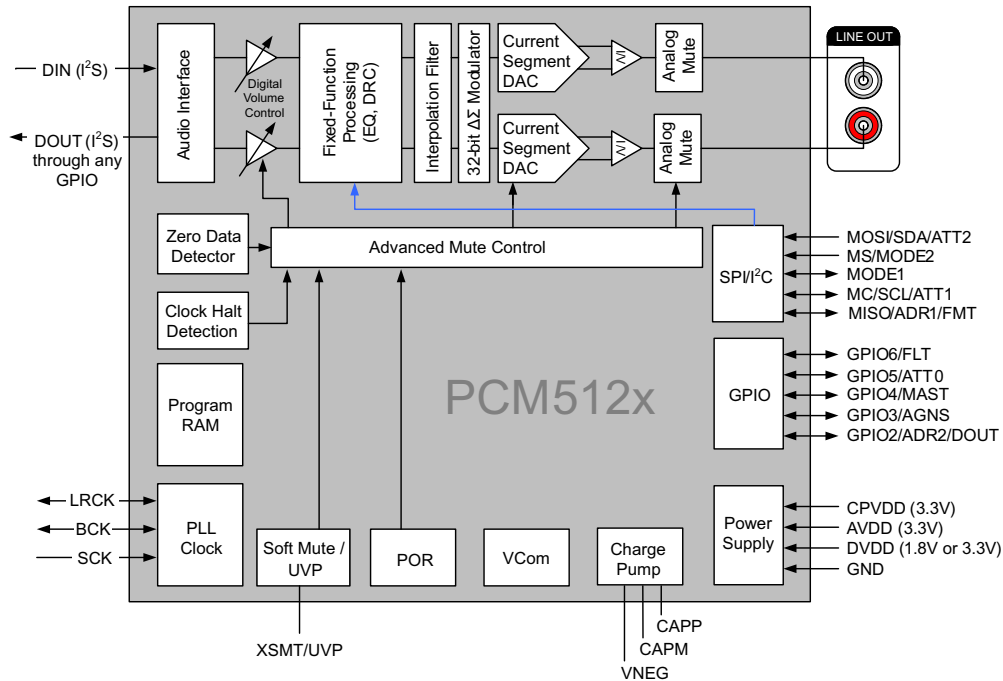 LINE OUT
DIN (I²S)
DOUT (I²S)
through any
GPIO
Audio Interface
Digital
Volume
Control
Fixed-Function
Processing
(EQ, DRC)
Interpolation Filter
32-bit ΔΣ Modulator
Current
Segment
DAC
Analog
Mute
Current
Segment
DAC
Analog
Mute
Zero Data
Detector
Advanced Mute Control
Clock Halt
Detection
SPI/I²C
MOSI/SDA/ATT2
MS/MODE2
MODE1
MC/SCL/ATT1
MISO/ADR1/FMT
Program
RAM
PCM512x
GPIO
GPIO6/FLT
GPIO5/ATT0
GPIO4/MAST
GPIO3/AGNS
GPIO2/ADR2/DOUT
LRCK
BCK
SCK
PLL
Clock
Soft Mute /
UVP
POR
VCom
Charge
Pump
Power
Supply
CPVDD (3.3V)
AVDD (3.3V)
DVDD (1.8V or 3.3V)
GND
XSMT/UVP
CAPP
CAPM
VNEG